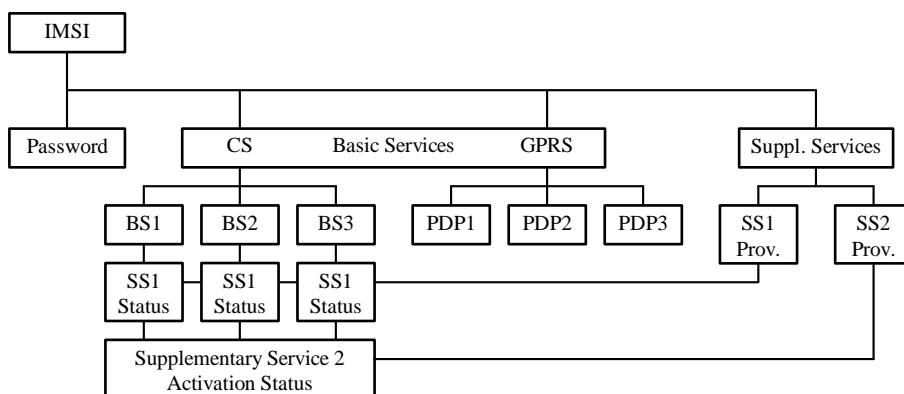 IMSI
Password
CS Basic Services GPRS
Suppl. Services
BS1
BS2
BS3
PDP1
PDP2
PDP3
SS1
Prov.
SS2
Prov.
SS1
Status
SS1
Status
SS1
Status
Supplementary Service 2
Activation Status